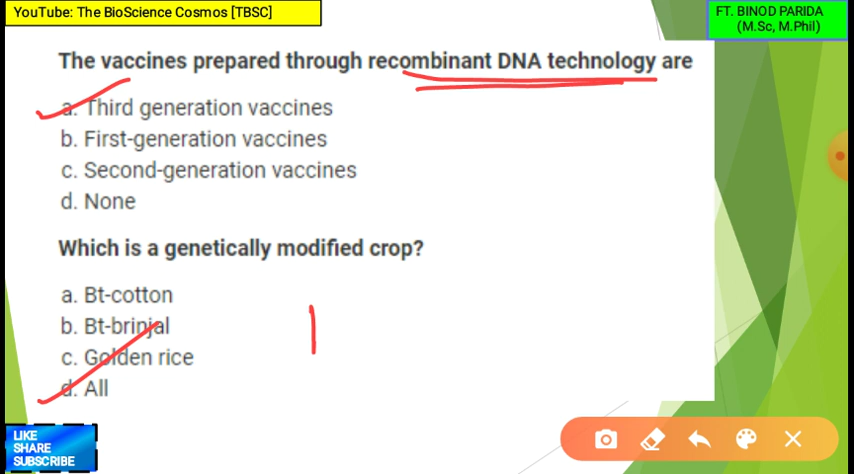 YouTube: The BioScience Cosmos [TBSC]
FT. BINOD PARIDA
(M.Sc, M.Phil)
The vaccines prepared through recombinant DNA technology are
a. Third generation vaccines
b. First-generation vaccines
c. Second-generation vaccines
d. None
Which is a genetically modified crop?
a. Bt-cotton
b. Bt-brinjal
c. Golden rice
d. All
LIKE
SHARE
SUBSCRIBE